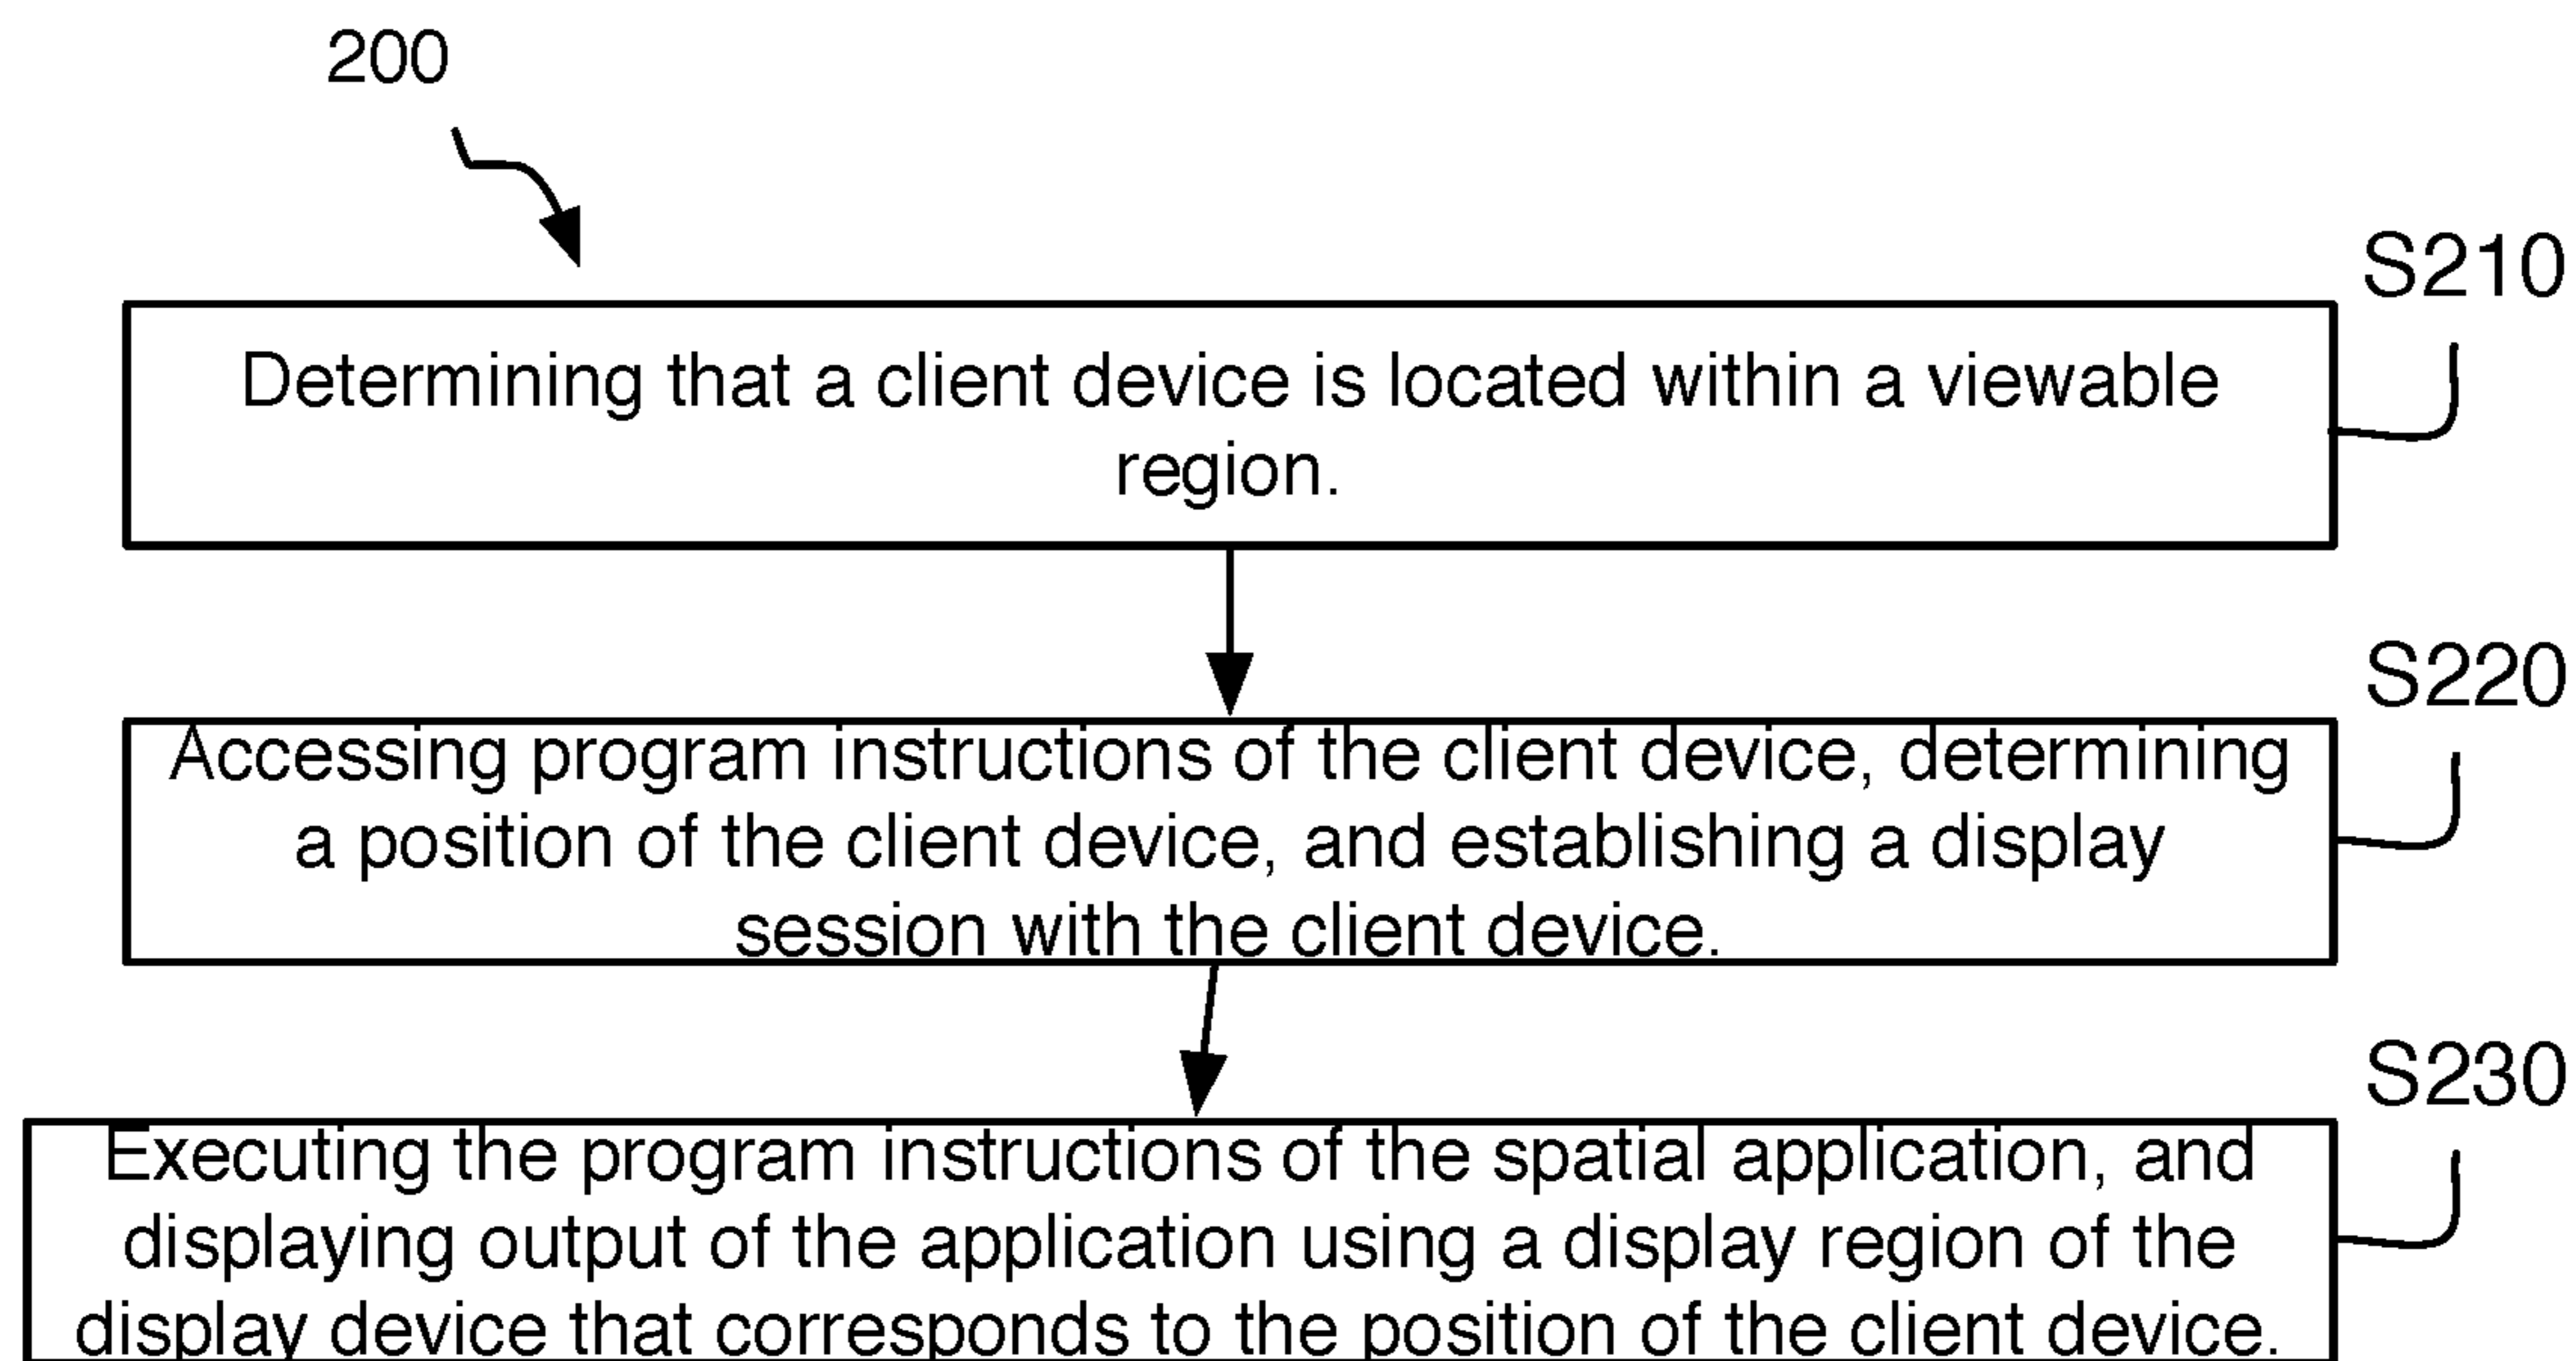 200
S210
Determining that a client device is located within a viewable
region.
S220
Accessing program instructions of the client device, determining
a position of the client device, and establishing a display
session with the client device.
S230
Executing the program instructions of the spatial application, and
displaying output of the application using a display region of the
display device that corresponds to the position of the client device.